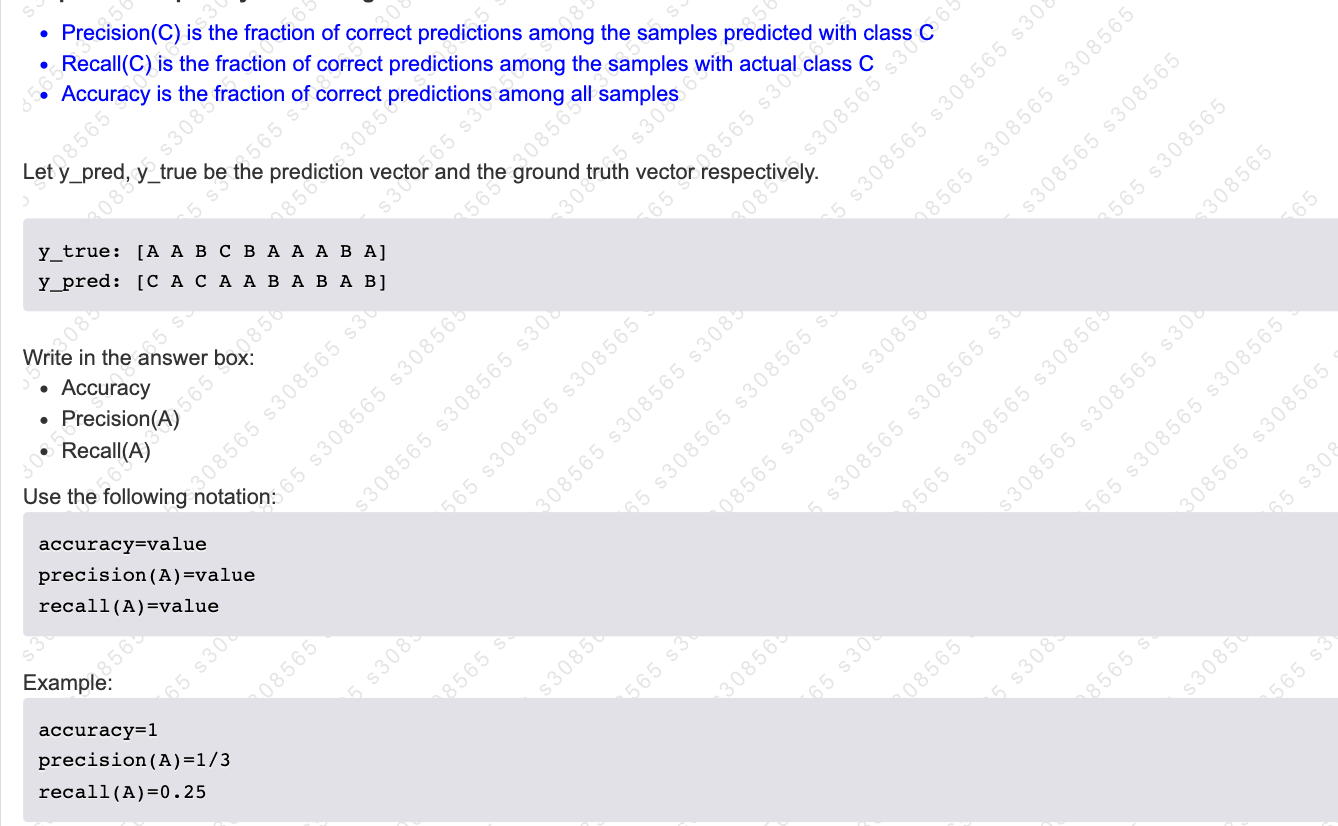 • Precision(C) is the fraction of correct predictions among the samples predicted with class C
• Recall(C) is the fraction of correct predictions among the samples with actual class C
• Accuracy is the fraction of correct predictions among all samples
Let y_pred, y_true be the prediction vector and the ground truth vector respectively.
y_true: [A A B C B A A A B A]
y_pred: [C A C A A B A B A B]
Write in the answer box:
• Accuracy
• Precision(A)
• Recall(A)
Use the following notation:
accuracy=value
precision(A)=value
recall(A)=value
Example:
accuracy=1
precision(A)=1/3
recall(A)=0.25